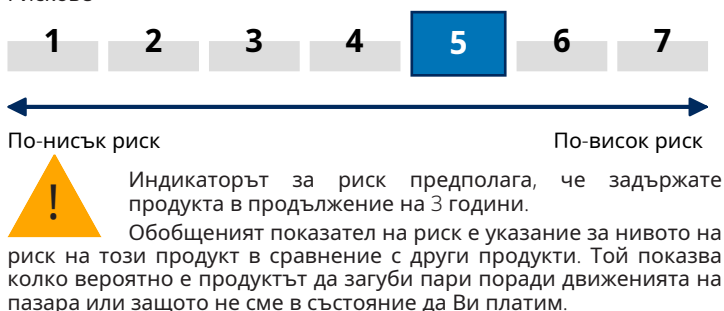 1 2 3 4 5 6 7
По-нисък риск По-висок риск
!
Индикаторът за риск предполага, че задържате
продукта в продължение на 3 години.
Обобщеният показател на риск е указание за нивото на
риск на този продукт в сравнение с други продукти. Той показва
колко вероятно е продуктът да загуби пари поради движенията на
пазара или защото не сме в състояние да Ви платим.